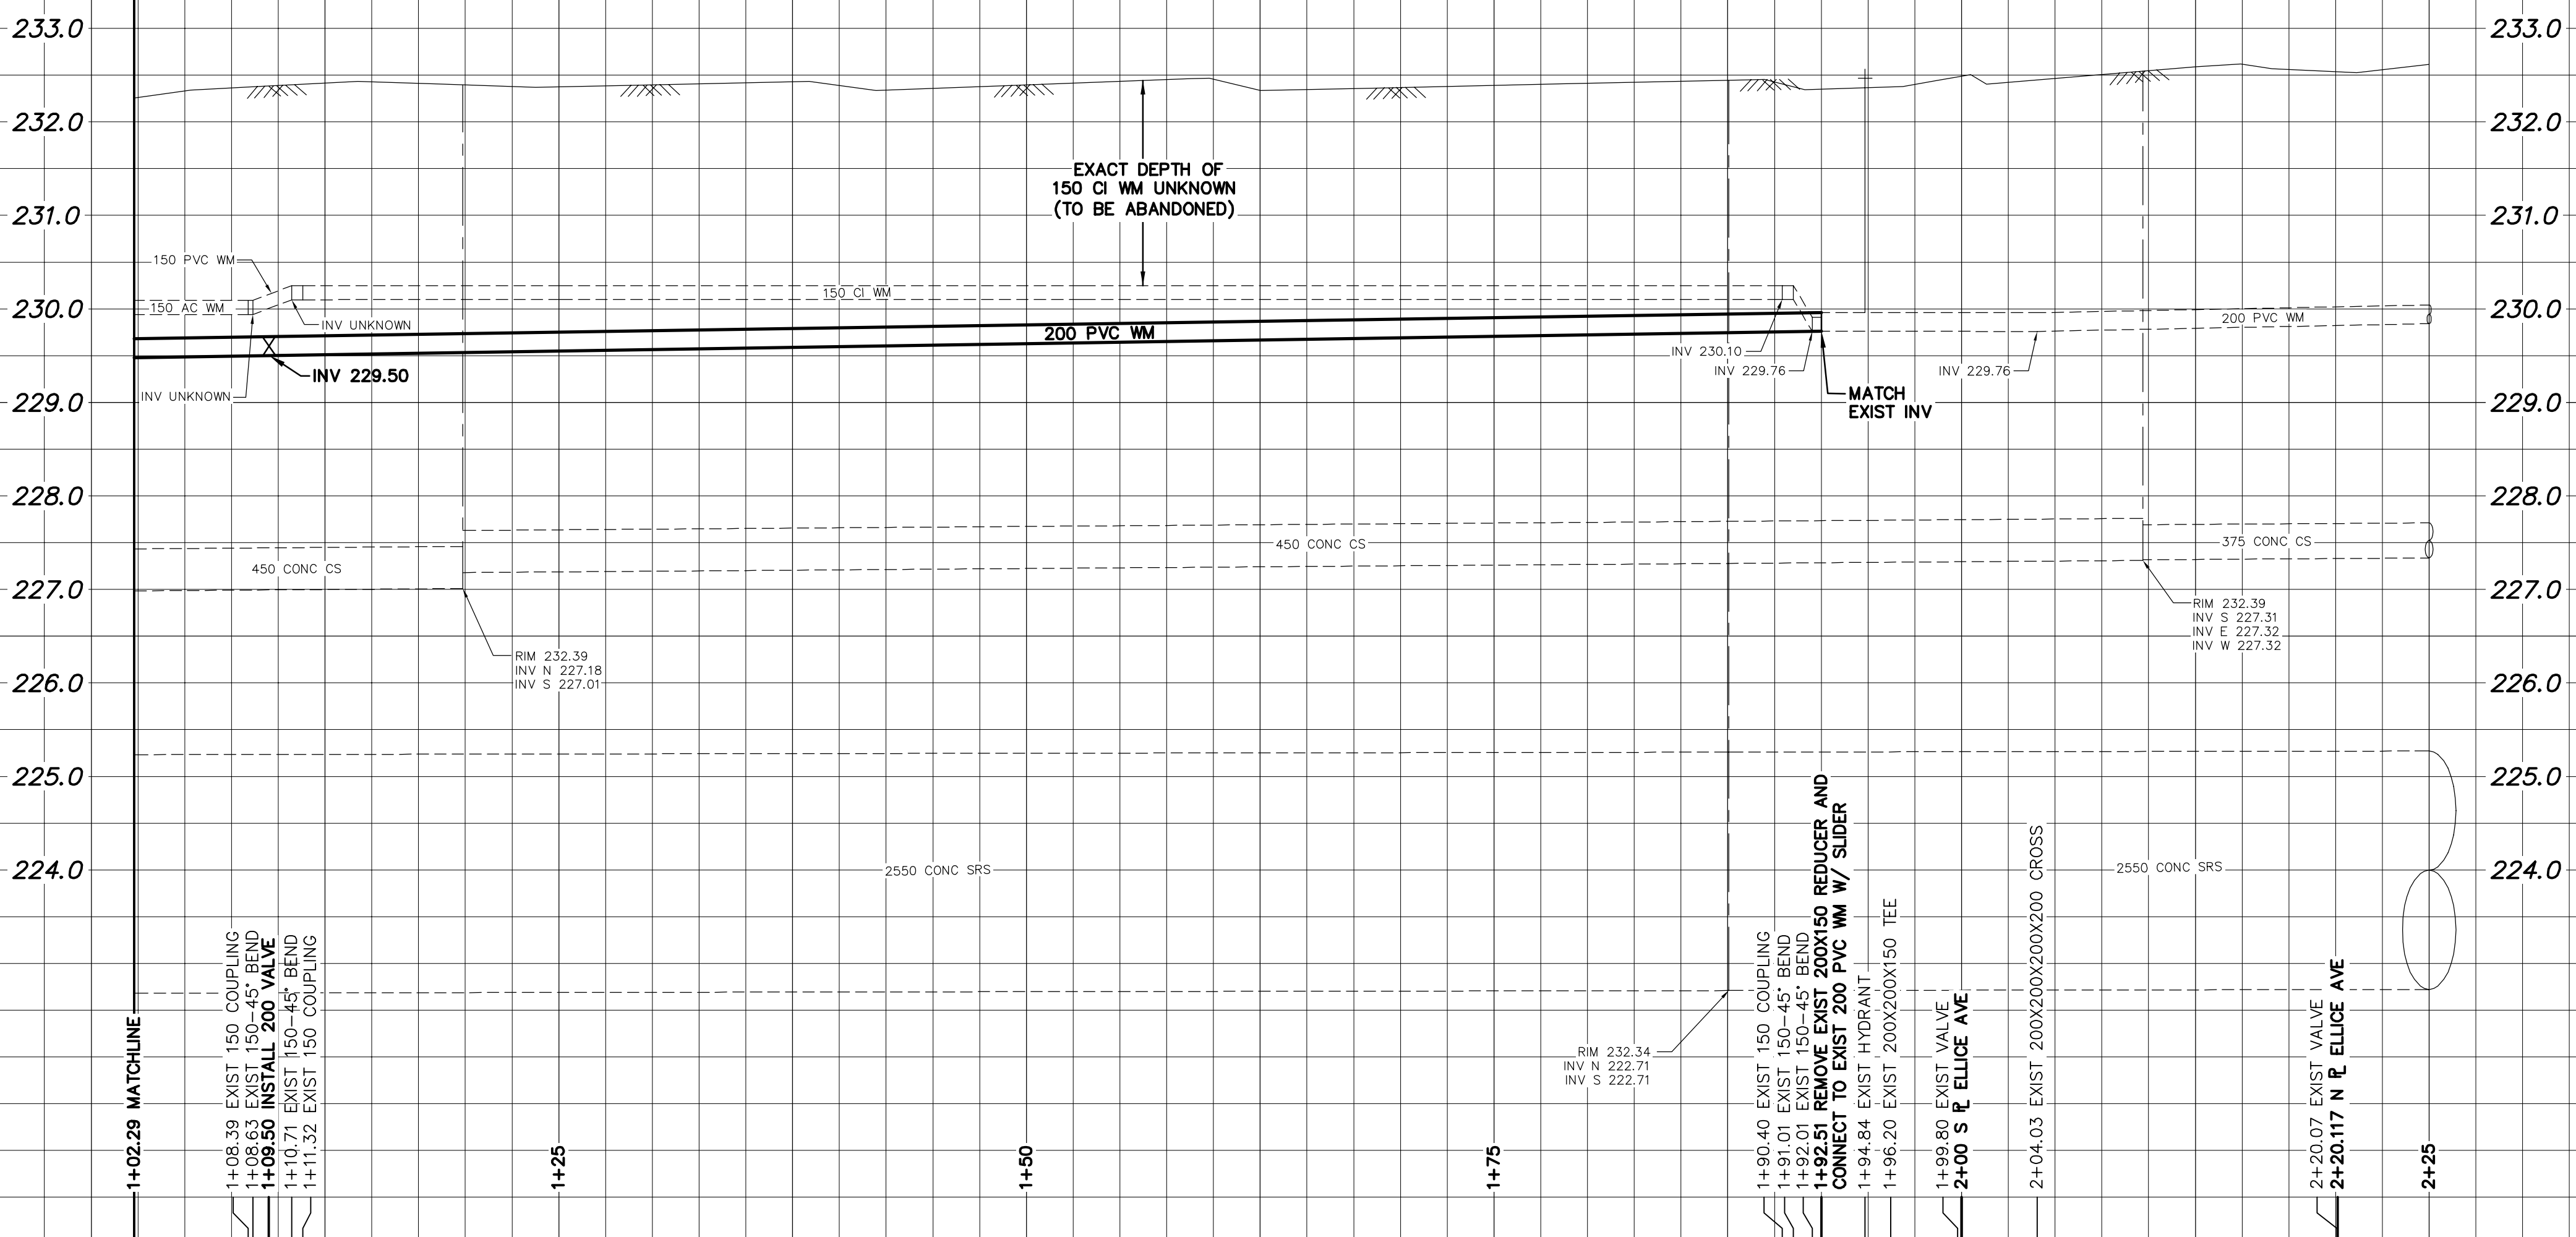 233.0
233.0
232.0
232.0
EXACT DEPTH OF
150 CI WM UNKNOWN
(TO BE ABANDONED)
231.0
231.0
150 PVC WM
150 CI WM
230.0
150 AC WM
INV UNKNOWN
200 PVC WM
200 PVC WM
230.0
INV 230.10
INV 229.76
INV 229.76
INV 229.50
INV UNKNOWN
MATCH
EXIST INV
229.0
229.0
228.0
228.0
450 CONC CS
450 CONC CS
375 CONC CS
227.0
227.0
RIM 232.39
INV N 227.18
INV S 227.01
RIM 232.39
INV S 227.31
INV E 227.32
INV W 227.32
226.0
226.0
225.0
225.0
224.0
2550 CONC SRS
2550 CONC SRS
224.0
RIM 232.34
INV N 222.71
INV S 222.71
1+02.29 MATCHLINE
1+08.39 EXIST 150 COUPLING
1+08.63 EXIST 150-45° BEND
1+09.50 INSTALL 200 VALVE
1+10.71 EXIST 150-45° BEND
1+11.32 EXIST 150 COUPLING
1+25
1+50
1+75
1+90.40 EXIST 150 COUPLING
1+91.01 EXIST 150-45° BEND
1+92.01 EXIST 150-45° BEND
1+92.51 REMOVE EXIST 200X150 REDUCER AND
CONNECT TO EXIST 200 PVC WM W/ SLIDER
1+94.84 EXIST HYDRANT
1+96.20 EXIST 200X200X150 TEE
1+99.80 EXIST VALVE
2+00 S PL ELLICE AVE
2+04.03 EXIST 200X200X200X200 CROSS
2+20.07 EXIST VALVE
2+20.117 N PL ELLICE AVE
2+25